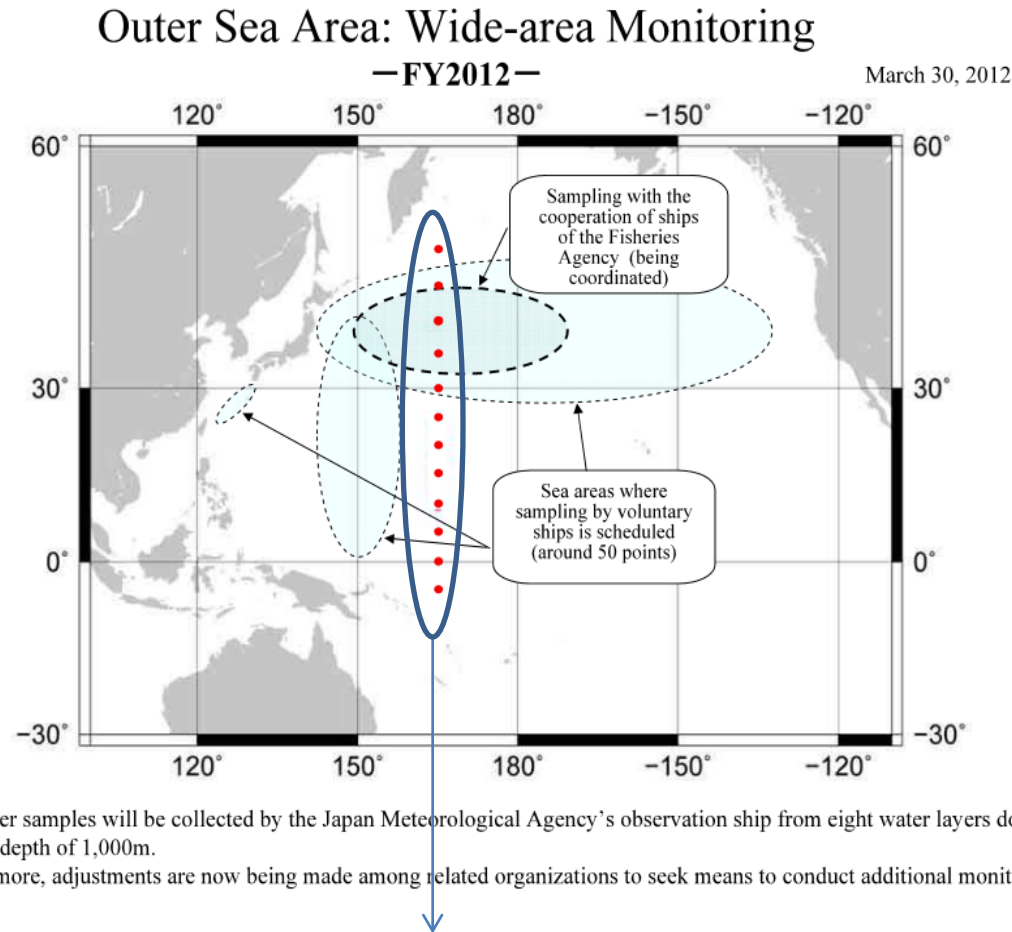 Outer Sea Area: Wide-area Monitoring
－FY2012－
March 30, 2012
120° 150° 180° −150° −120°
60° 60°
Sampling with the
cooperation of ships
of the Fisheries
Agency (being
coordinated)
30° 30°
Sea areas where
sampling by voluntary
ships is scheduled
(around 50 points)
0° 0°
−30° −30°
120° 150° 180° −150° −120°
er samples will be collected by the Japan Meteorological Agency's observation ship from eight water layers do
depth of 1,000m.
more, adjustments are now being made among related organizations to seek means to conduct additional monit